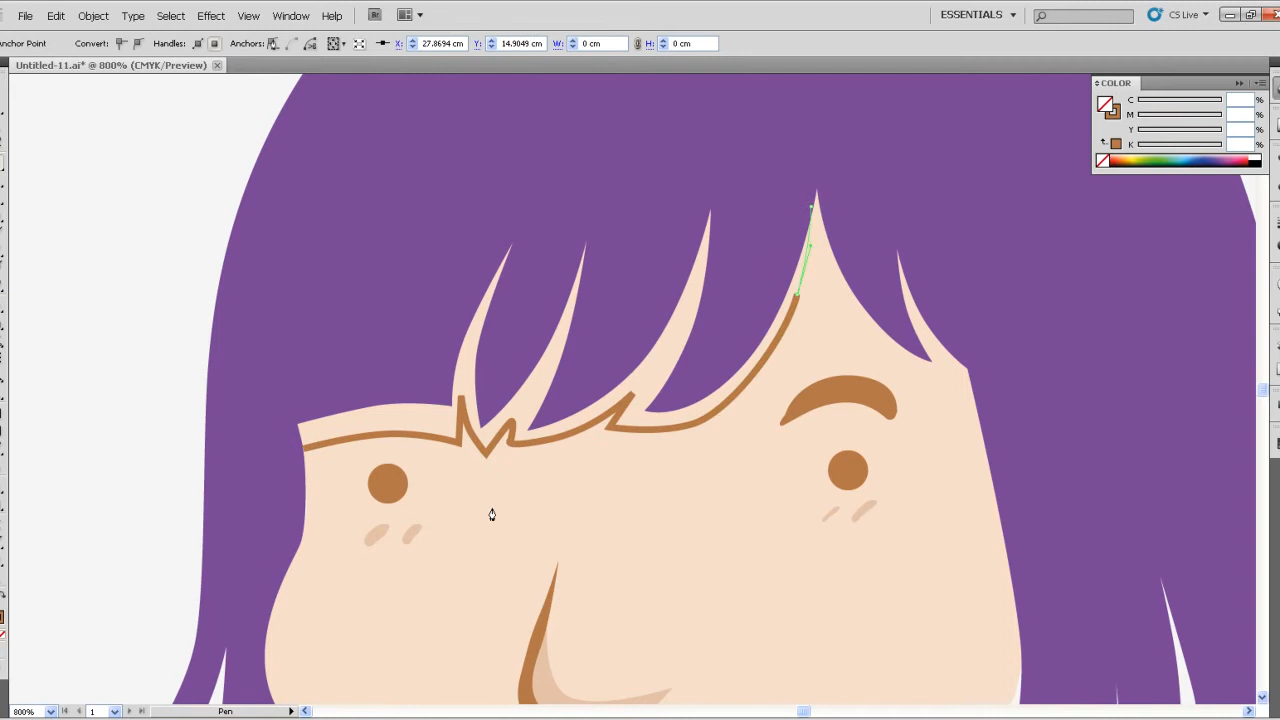 File Edit Object Type Select Effect View Window Help Br ESSENTIALS CS Live
Anchor Point Convert: Handles: Anchors: X: 27.8694 cm Y: 14.9049 cm W: 0 cm H: 0 cm
Untitled-11.ai* @ 800% (CMYK/Preview)
COLOR
C %
M %
Y %
K %
800% 1 Pen